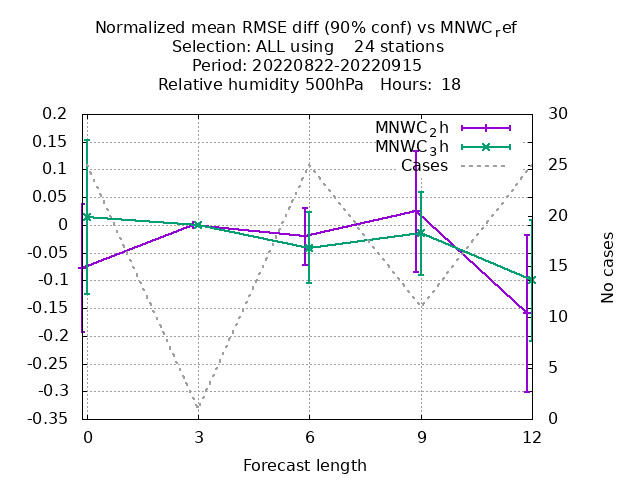 Normalized mean RMSE diff (90% conf) vs MNWCref
Selection: ALL using    24 stations
Period: 20220822-20220915
Relative humidity 500hPa   Hours:  18
0.2
0.15
0.1
0.05
0
-0.05
-0.1
-0.15
-0.2
-0.25
-0.3
-0.35
30
25
20
15
10
5
0
MNWC2h
MNWC3h
Cases
No cases
0 3 6 9 12
Forecast length